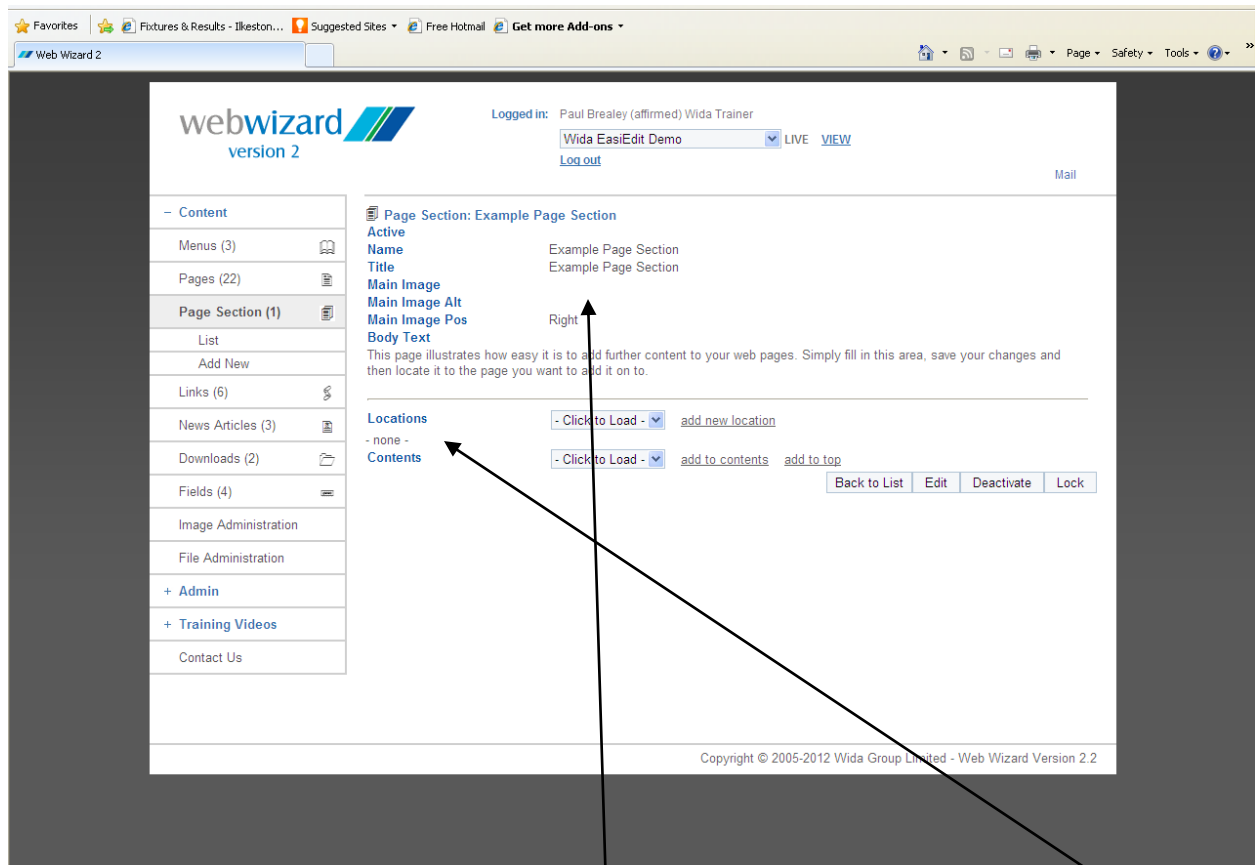 Favorites Fixtures & Results - Ilkeston... Suggested Sites Free Hotmail Get more Add-ons
Web Wizard 2 Page Safety Tools »
webwizard
version 2
Logged in: Paul Brealey (affirmed) Wida Trainer
Wida EasiEdit Demo LIVE VIEW
Log out
Mail
− Content
Menus (3)
Pages (22)
Page Section (1)
List
Add New
Links (6)
News Articles (3)
Downloads (2)
Fields (4)
Image Administration
File Administration
+ Admin
+ Training Videos
Contact Us
Page Section: Example Page Section
Active
Name Example Page Section
Title Example Page Section
Main Image
Main Image Alt
Main Image Pos Right
Body Text
This page illustrates how easy it is to add further content to your web pages. Simply fill in this area, save your changes and
then locate it to the page you want to add it on to.
Locations - Click to Load - add new location
- none -
Contents - Click to Load - add to contents add to top
Back to List Edit Deactivate Lock
Copyright © 2005-2012 Wida Group Limited - Web Wizard Version 2.2